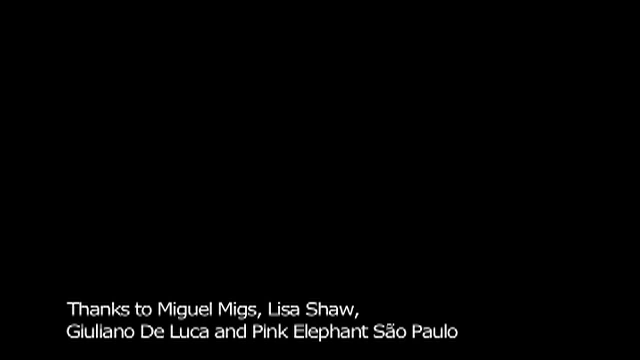 Thanks to Miguel Migs, Lisa Shaw,
Giuliano De Luca and Pink Elephant São Paulo